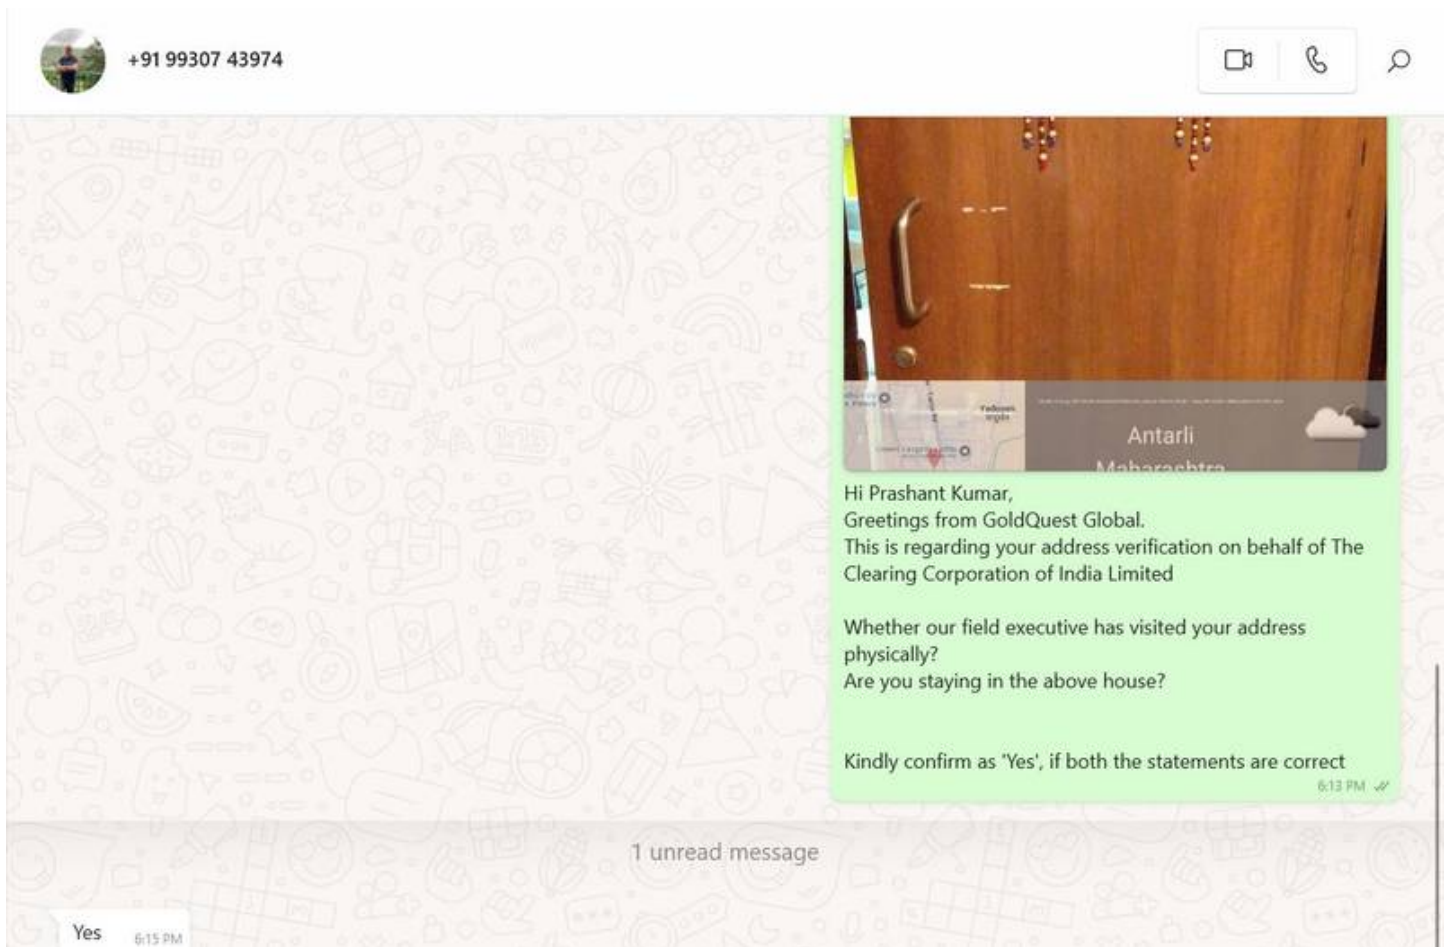 +91 99307 43974
Antarli
Maharashtra
Hi Prashant Kumar,
Greetings from GoldQuest Global.
This is regarding your address verification on behalf of The
Clearing Corporation of India Limited
Whether our field executive has visited your address
physically?
Are you staying in the above house?
Kindly confirm as 'Yes', if both the statements are correct
6:13 PM
1 unread message
Yes
6:15 PM